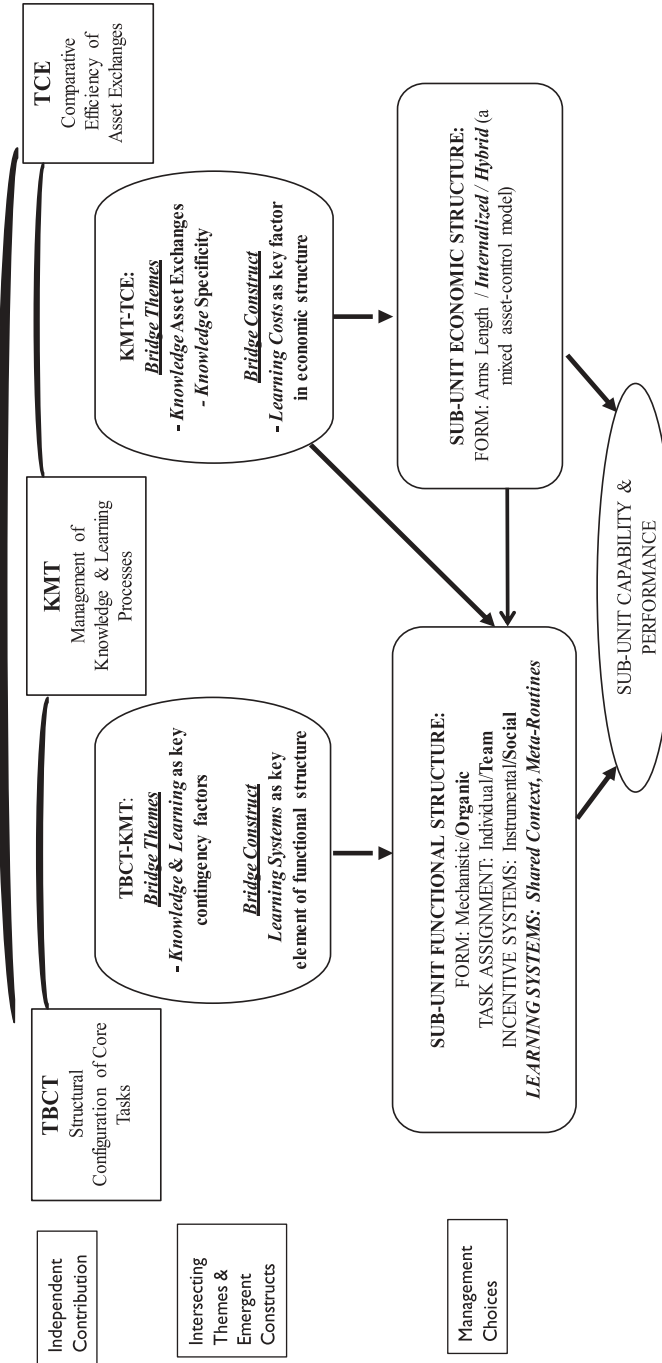 Independent
Contribution
TBCT
Structural
Configuration of Core
Tasks
KMT
Management of
Knowledge & Learning
Processes
TCE
Comparative
Efficiency of
Asset Exchanges
Intersecting
Themes &
Emergent
Constructs
TBCT-KMT:
Bridge Themes
- Knowledge & Learning as key
contingency factors
Bridge Construct
Learning Systems as key
element of functional structure
KMT-TCE:
Bridge Themes
- Knowledge Asset Exchanges
- Knowledge Specificity
Bridge Construct
- Learning Costs as key factor
in economic structure
Management
Choices
SUB-UNIT FUNCTIONAL STRUCTURE:
FORM: Mechanistic/Organic
TASK ASSIGNMENT: Individual/Team
INCENTIVE SYSTEMS: Instrumental/Social
LEARNING SYSTEMS: Shared Context, Meta-Routines
SUB-UNIT ECONOMIC STRUCTURE:
FORM: Arms Length / Internalized / Hybrid (a
mixed asset-control model)
SUB-UNIT CAPABILITY &
PERFORMANCE